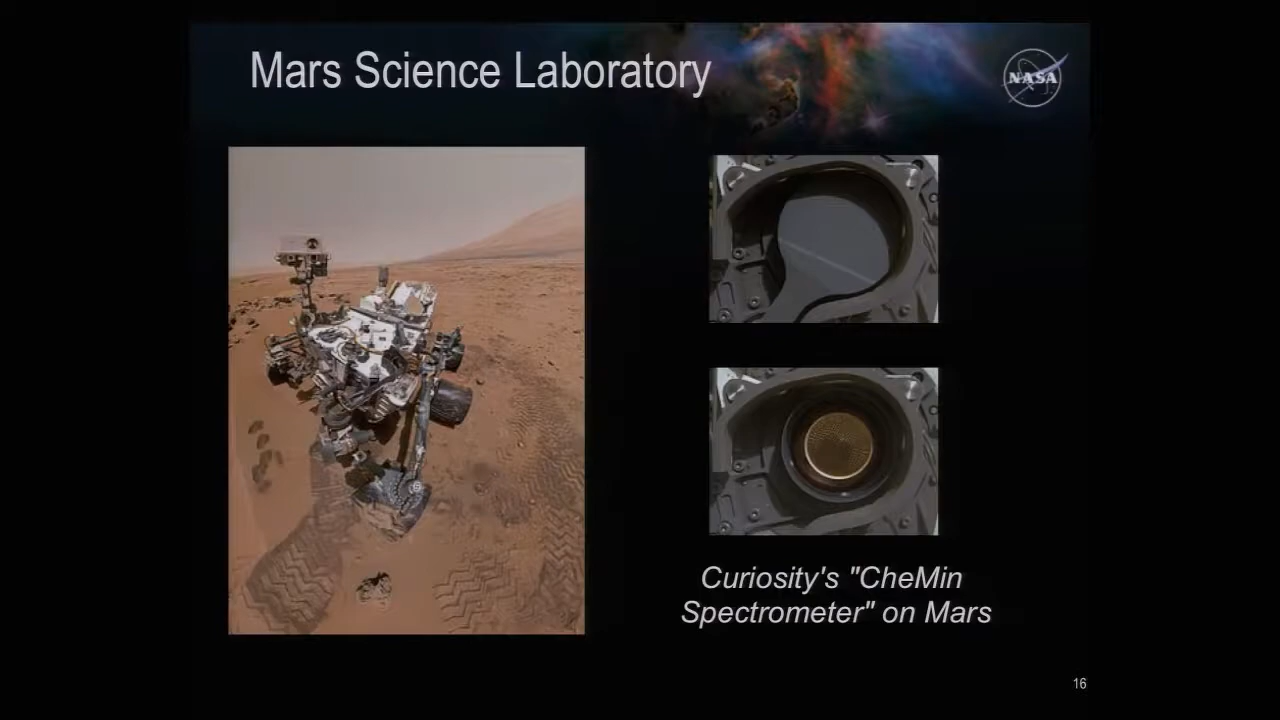 Mars Science Laboratory
NASA
Curiosity's "CheMin
Spectrometer" on Mars
16